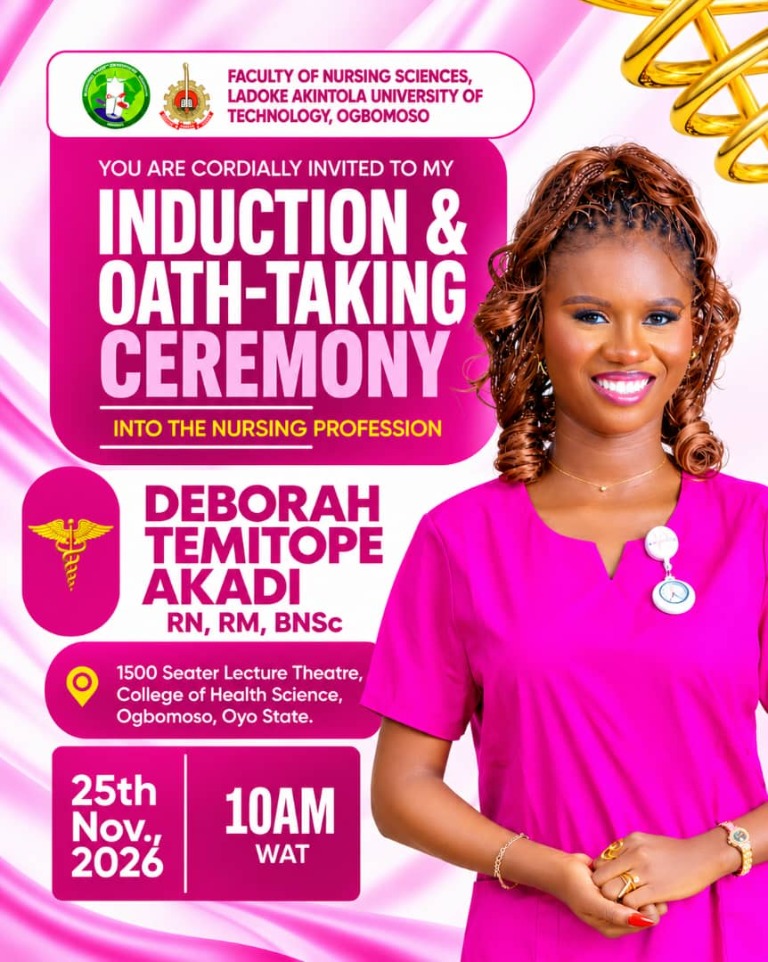 FACULTY OF NURSING SCIENCES,
LADOKE AKINTOLA UNIVERSITY OF
TECHNOLOGY, OGBOMOSO
YOU ARE CORDIALLY INVITED TO MY
INDUCTION &
OATH-TAKING
CEREMONY
INTO THE NURSING PROFESSION
DEBORAH
TEMITOPE
AKADI
RN, RM, BNSc
1500 Seater Lecture Theatre,
College of Health Science,
Ogbomoso, Oyo State.
25th
Nov.,
2026
10AM
WAT